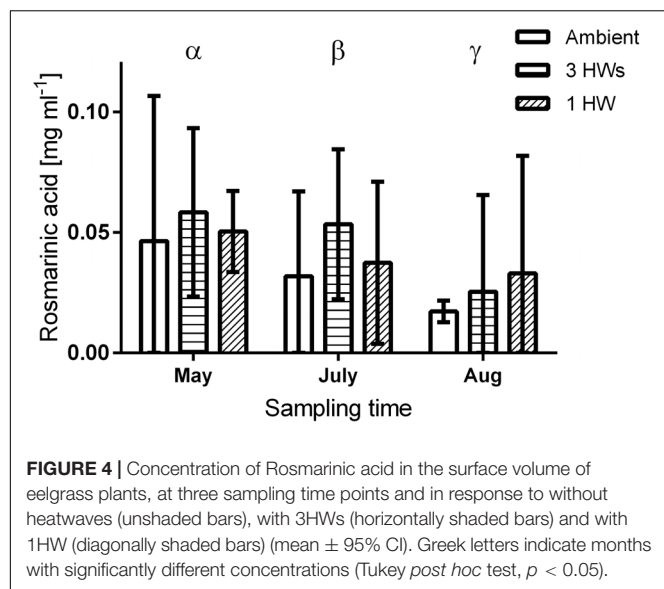 α β γ
Ambient
3 HWs
1 HW
Rosmarinic acid [mg ml⁻¹]
0.10
0.05
0.00
May July Aug
Sampling time
FIGURE 4 | Concentration of Rosmarinic acid in the surface volume of
eelgrass plants, at three sampling time points and in response to without
heatwaves (unshaded bars), with 3HWs (horizontally shaded bars) and with
1HW (diagonally shaded bars) (mean ± 95% CI). Greek letters indicate months
with significantly different concentrations (Tukey post hoc test, p < 0.05).